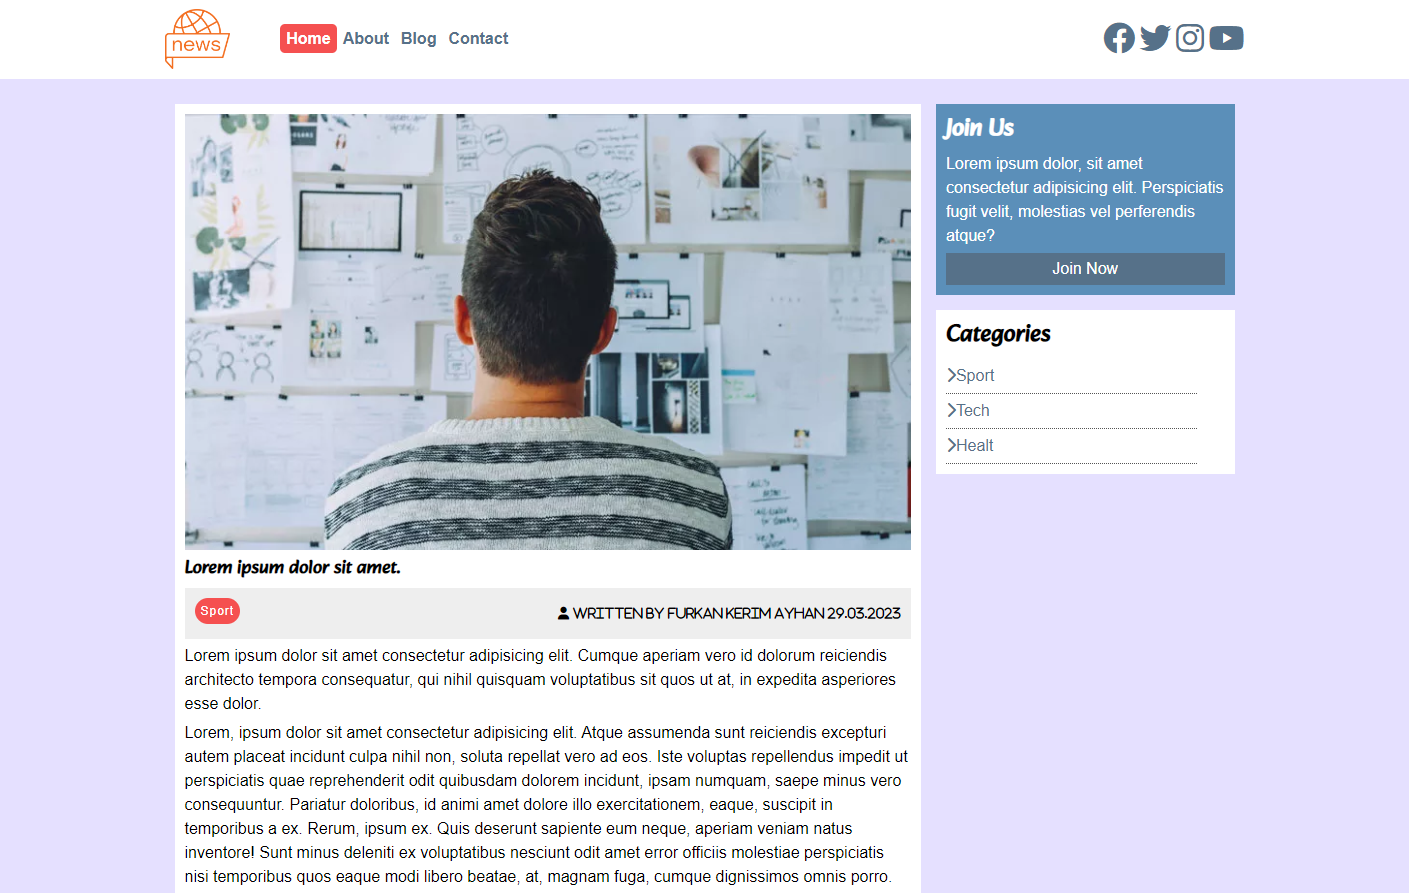 news
Home About Blog Contact
Lorem ipsum dolor sit amet.
Sport
WRITTEN BY FURKAN KERIM AYHAN 29.03.2023
Lorem ipsum dolor sit amet consectetur adipisicing elit. Cumque aperiam vero id dolorum reiciendis
architecto tempora consequatur, qui nihil quisquam voluptatibus sit quos ut at, in expedita asperiores
esse dolor.
Lorem, ipsum dolor sit amet consectetur adipisicing elit. Atque assumenda sunt reiciendis excepturi
autem placeat incidunt culpa nihil non, soluta repellat vero ad eos. Iste voluptas repellendus impedit ut
perspiciatis quae reprehenderit odit quibusdam dolorem incidunt, ipsam numquam, saepe minus vero
consequuntur. Pariatur doloribus, id animi amet dolore illo exercitationem, eaque, suscipit in
temporibus a ex. Rerum, ipsum ex. Quis deserunt sapiente eum neque, aperiam veniam natus
inventore! Sunt minus deleniti ex voluptatibus nesciunt odit amet error officiis molestiae perspiciatis
nisi temporibus quos eaque modi libero beatae, at, magnam fuga, cumque dignissimos omnis porro.
Join Us
Lorem ipsum dolor, sit amet
consectetur adipisicing elit. Perspiciatis
fugit velit, molestias vel perferendis
atque?
Join Now
Categories
Sport
Tech
Healt